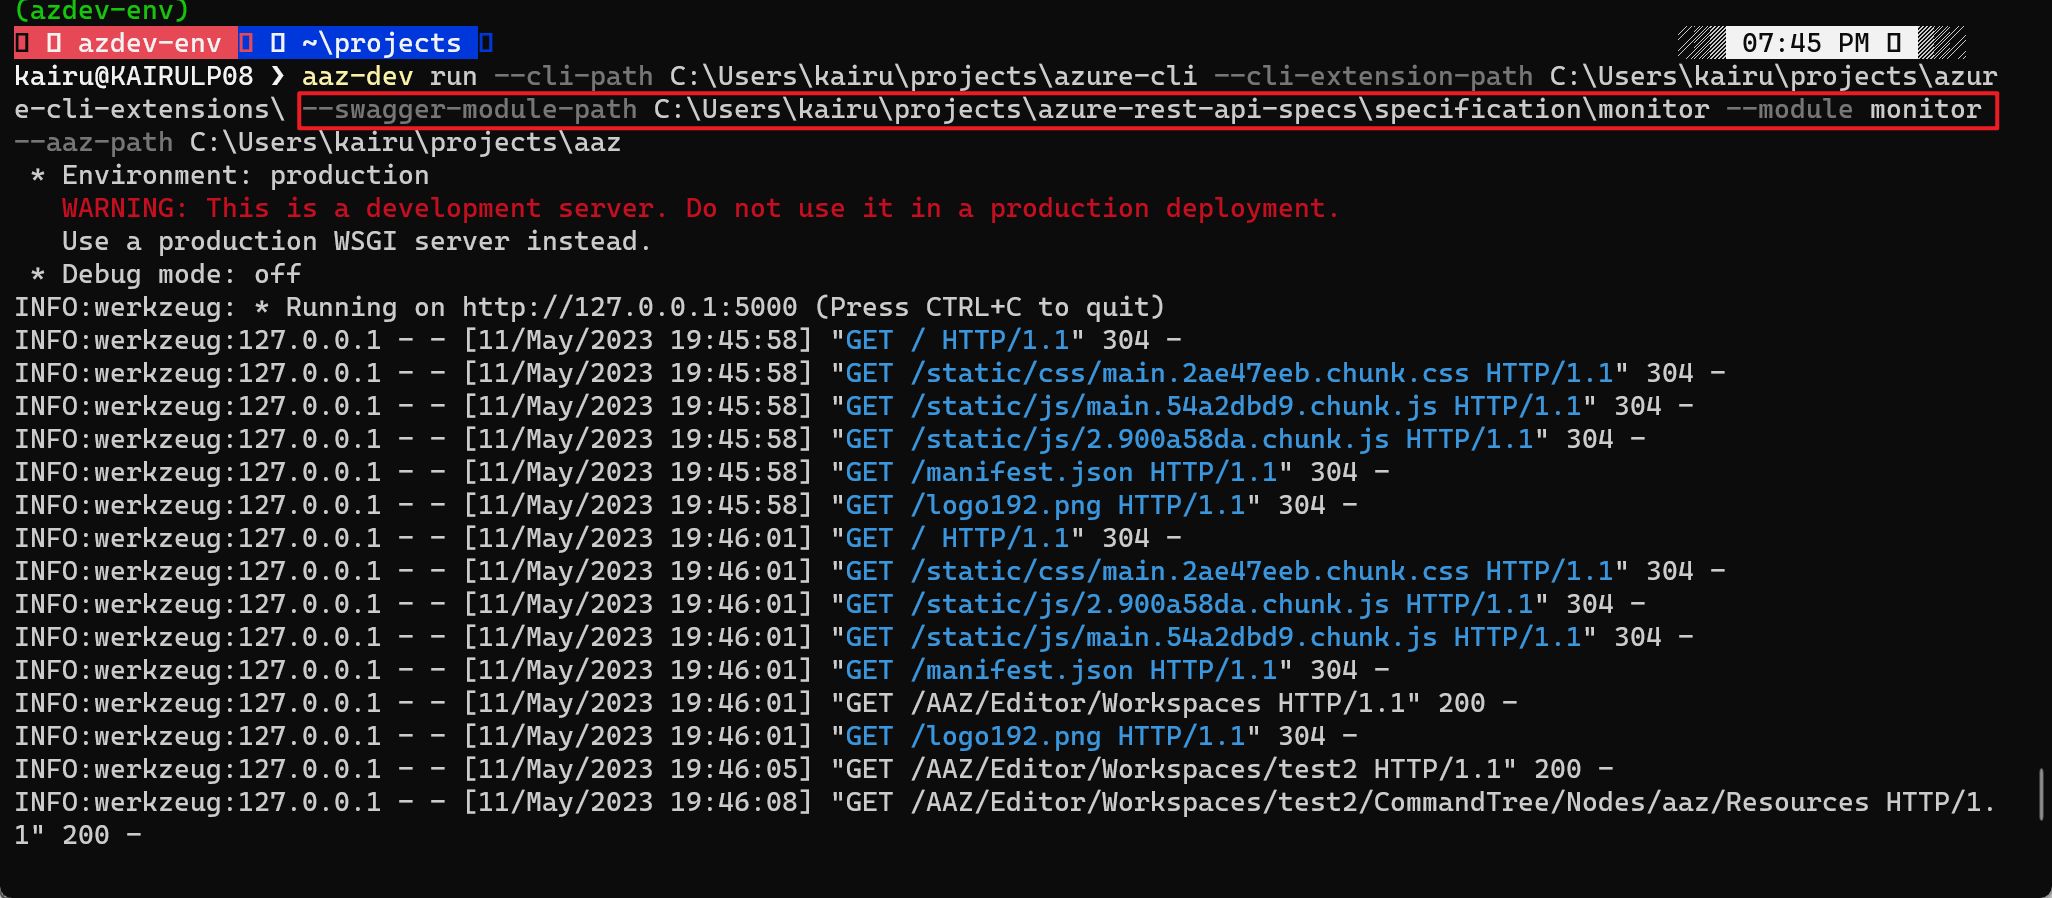 (azdev-env)
azdev-env ~\projects 07:45 PM
kairu@KAIRULP08 ❯ aaz-dev run --cli-path C:\Users\kairu\projects\azure-cli --cli-extension-path C:\Users\kairu\projects\azur
e-cli-extensions\ --swagger-module-path C:\Users\kairu\projects\azure-rest-api-specs\specification\monitor --module monitor
--aaz-path C:\Users\kairu\projects\aaz
* Environment: production
WARNING: This is a development server. Do not use it in a production deployment.
Use a production WSGI server instead.
* Debug mode: off
INFO:werkzeug: * Running on http://127.0.0.1:5000 (Press CTRL+C to quit)
INFO:werkzeug:127.0.0.1 - - [11/May/2023 19:45:58] "GET / HTTP/1.1" 304 -
INFO:werkzeug:127.0.0.1 - - [11/May/2023 19:45:58] "GET /static/css/main.2ae47eeb.chunk.css HTTP/1.1" 304 -
INFO:werkzeug:127.0.0.1 - - [11/May/2023 19:45:58] "GET /static/js/main.54a2dbd9.chunk.js HTTP/1.1" 304 -
INFO:werkzeug:127.0.0.1 - - [11/May/2023 19:45:58] "GET /static/js/2.900a58da.chunk.js HTTP/1.1" 304 -
INFO:werkzeug:127.0.0.1 - - [11/May/2023 19:45:58] "GET /manifest.json HTTP/1.1" 304 -
INFO:werkzeug:127.0.0.1 - - [11/May/2023 19:45:58] "GET /logo192.png HTTP/1.1" 304 -
INFO:werkzeug:127.0.0.1 - - [11/May/2023 19:46:01] "GET / HTTP/1.1" 304 -
INFO:werkzeug:127.0.0.1 - - [11/May/2023 19:46:01] "GET /static/css/main.2ae47eeb.chunk.css HTTP/1.1" 304 -
INFO:werkzeug:127.0.0.1 - - [11/May/2023 19:46:01] "GET /static/js/2.900a58da.chunk.js HTTP/1.1" 304 -
INFO:werkzeug:127.0.0.1 - - [11/May/2023 19:46:01] "GET /static/js/main.54a2dbd9.chunk.js HTTP/1.1" 304 -
INFO:werkzeug:127.0.0.1 - - [11/May/2023 19:46:01] "GET /manifest.json HTTP/1.1" 304 -
INFO:werkzeug:127.0.0.1 - - [11/May/2023 19:46:01] "GET /AAZ/Editor/Workspaces HTTP/1.1" 200 -
INFO:werkzeug:127.0.0.1 - - [11/May/2023 19:46:01] "GET /logo192.png HTTP/1.1" 304 -
INFO:werkzeug:127.0.0.1 - - [11/May/2023 19:46:05] "GET /AAZ/Editor/Workspaces/test2 HTTP/1.1" 200 -
INFO:werkzeug:127.0.0.1 - - [11/May/2023 19:46:08] "GET /AAZ/Editor/Workspaces/test2/CommandTree/Nodes/aaz/Resources HTTP/1.
1" 200 -